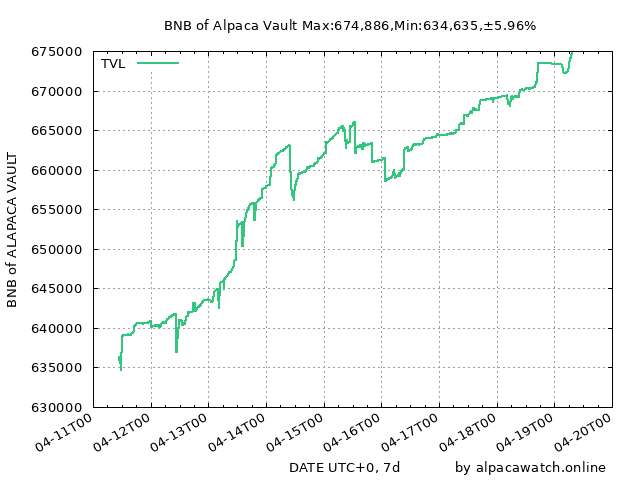 BNB of Alpaca Vault Max:674,886,Min:634,635,±5.96%
TVL
BNB of ALAPACA VAULT
675000
670000
665000
660000
655000
650000
645000
640000
635000
630000
04-11T00
04-12T00
04-13T00
04-14T00
04-15T00
04-16T00
04-17T00
04-18T00
04-19T00
04-20T00
DATE UTC+0, 7d
by alpacawatch.online